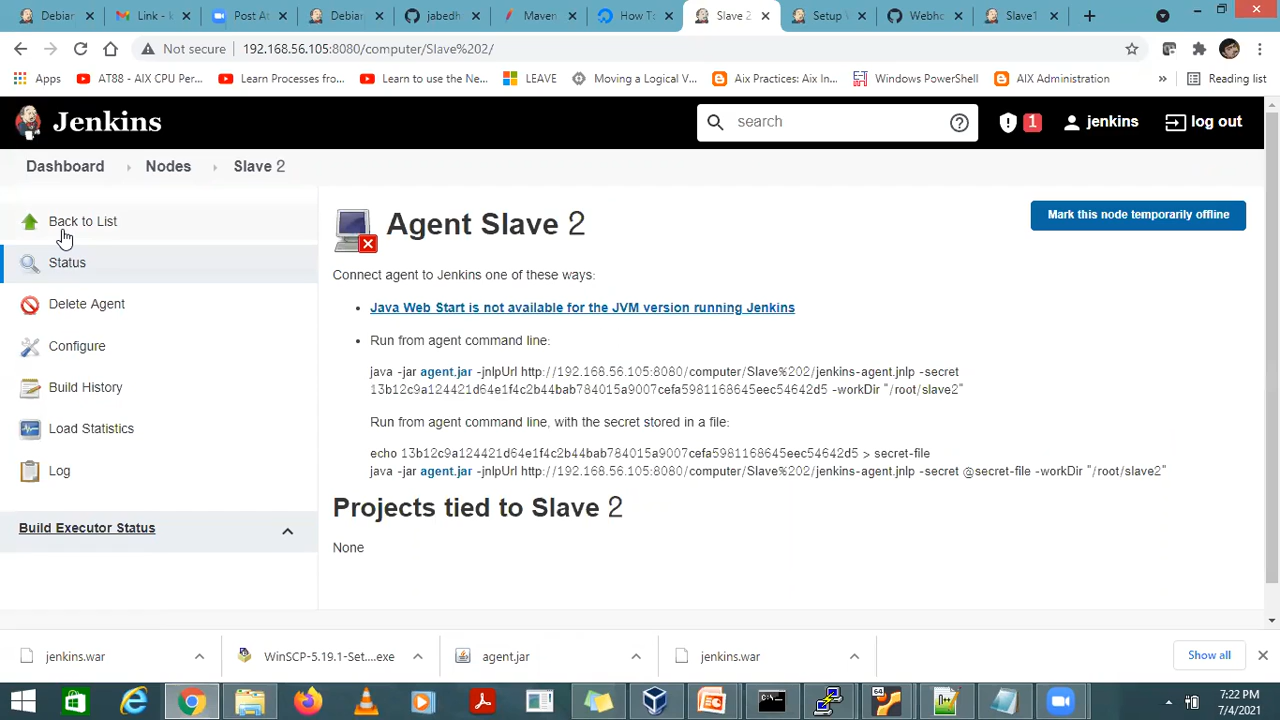 Debiar
Link - k
Post At
Debian
jabedh
Maven
How T
Slave 2
Setup W
Webho
Slave1
Not secure
192.168.56.105:8080/computer/Slave%202/
Apps
AT88 - AIX CPU Per...
Learn Processes from...
Learn to use the Ne...
LEAVE
Moving a Logical V...
Aix Practices: Aix In...
Windows PowerShell
AIX Administration
»
Reading list
Jenkins
search
1
jenkins
log out
Dashboard
Nodes
Slave 2
Back to List
Status
Delete Agent
Configure
Build History
Load Statistics
Log
Build Executor Status
Agent Slave 2
Mark this node temporarily offline
Connect agent to Jenkins one of these ways:
Java Web Start is not available for the JVM version running Jenkins
Run from agent command line:
java -jar agent.jar -jnlpUrl http://192.168.56.105:8080/computer/Slave%202/jenkins-agent.jnlp -secret
13b12c9a124421d64e1f4c2b44bab784015a9007cefa5981168645eec54642d5 -workDir "/root/slave2"
Run from agent command line, with the secret stored in a file:
echo 13b12c9a124421d64e1f4c2b44bab784015a9007cefa5981168645eec54642d5 > secret-file
java -jar agent.jar -jnlpUrl http://192.168.56.105:8080/computer/Slave%202/jenkins-agent.jnlp -secret @secret-file -workDir "/root/slave2"
Projects tied to Slave 2
None
jenkins.war
WinSCP-5.19.1-Set....exe
agent.jar
jenkins.war
Show all
7:22 PM
7/4/2021